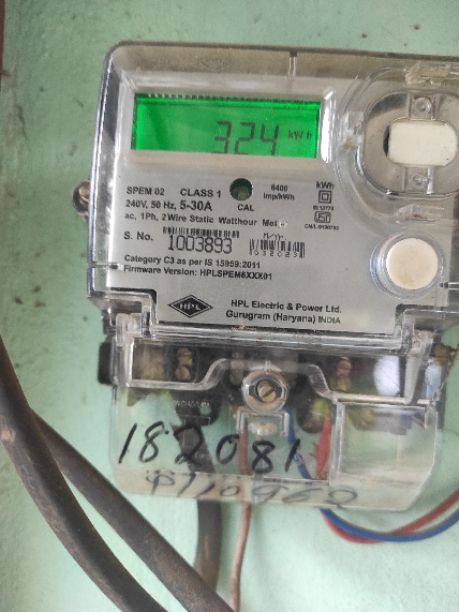 324 kWh
SPEM 02 CLASS 1 6400 kWh
240V, 50 Hz, 5-30A CAL imp/kWh
ac, 1Ph, 2 Wire Static Watthour Meter
S. No. 1003893
Category C3 as per IS 15959:2011
Firmware Version: HPLSPEM6XXX01
HPL
HPL Electric & Power Ltd.
Gurugram (Haryana) INDIA
182081